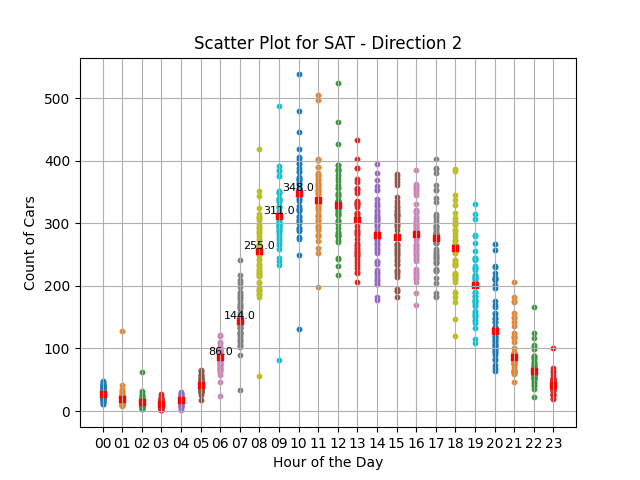 Scatter Plot for SAT - Direction 2
Count of Cars
500
400
300
200
100
0
348.0
311.0
255.0
144.0
86.0
00 01 02 03 04 05 06 07 08 09 10 11 12 13 14 15 16 17 18 19 20 21 22 23
Hour of the Day